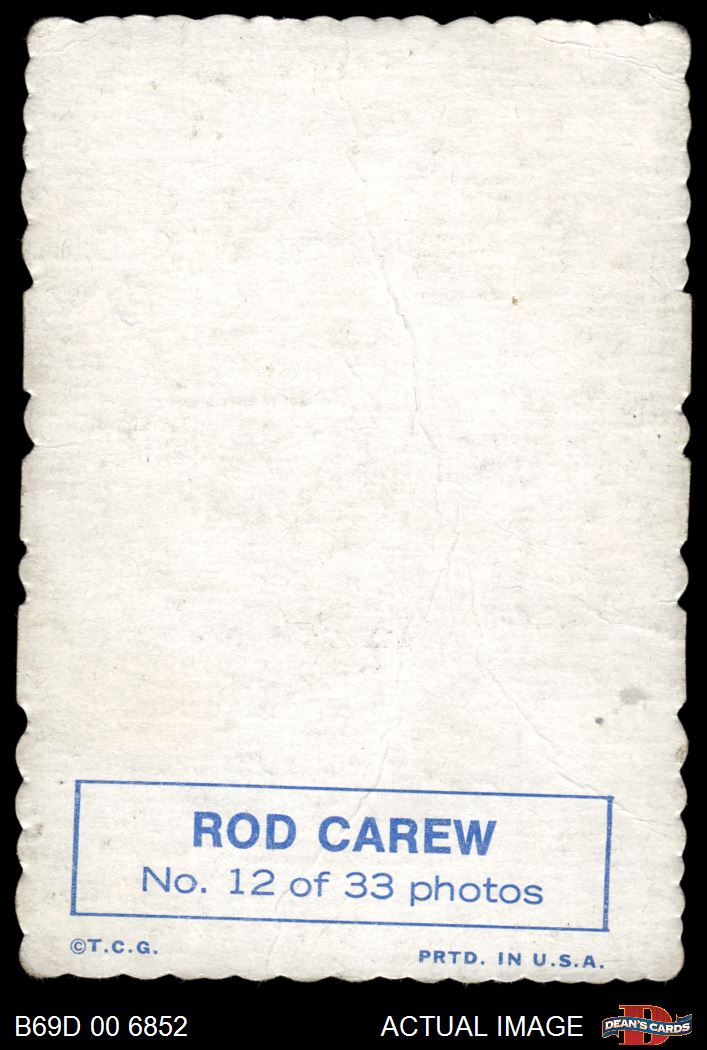 ROD CAREW
No. 12 of 33 photos
©T.C.G.
PRTD. IN U.S.A.
B69D 00 6852
ACTUAL IMAGE
DEAN'S CARDS